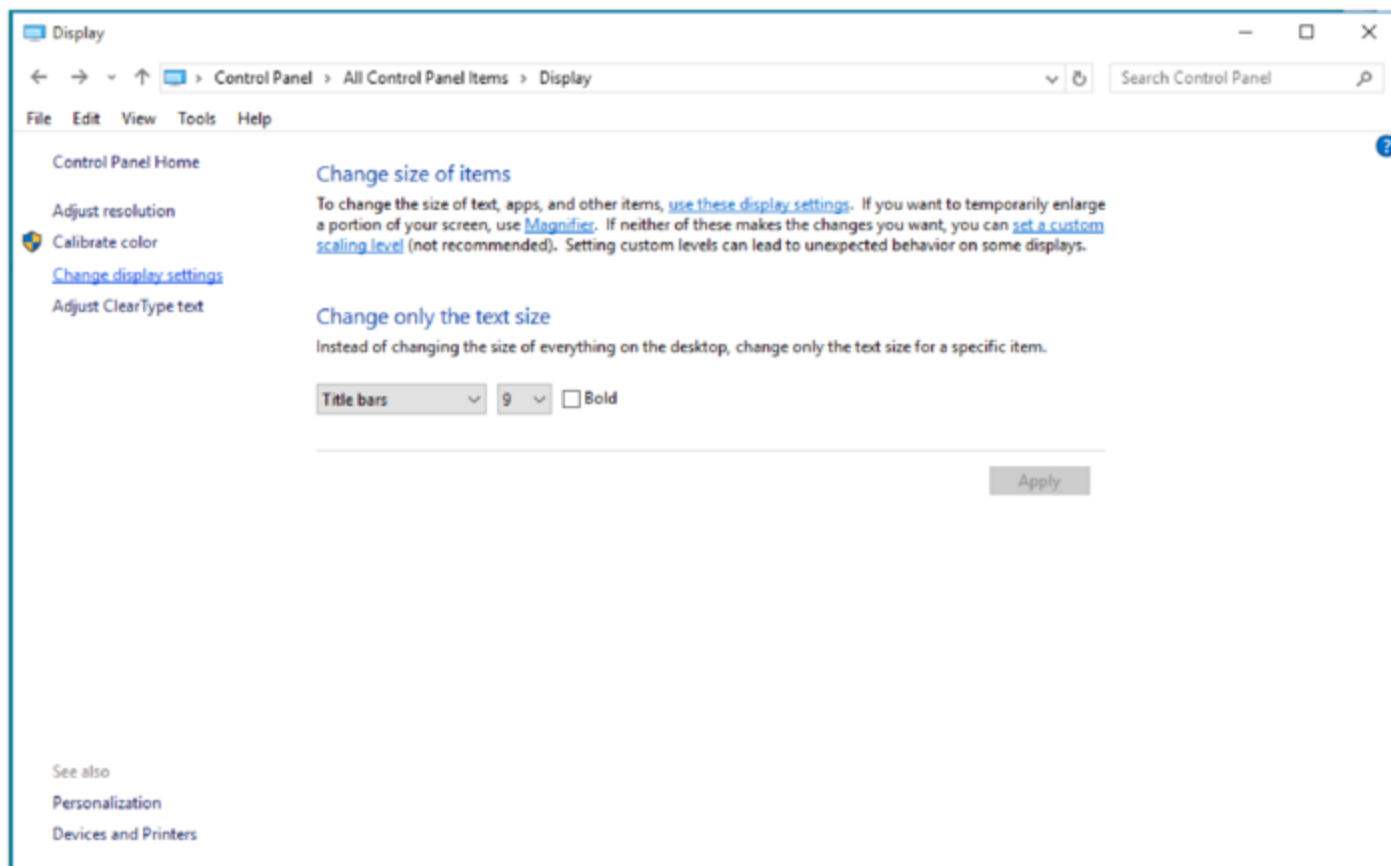 Display
Control Panel > All Control Panel Items > Display
Search Control Panel
File Edit View Tools Help
?
Control Panel Home
Adjust resolution
Calibrate color
Change display settings
Adjust ClearType text
Change size of items
To change the size of text, apps, and other items, use these display settings. If you want to temporarily enlarge
a portion of your screen, use Magnifier. If neither of these makes the changes you want, you can set a custom
scaling level (not recommended). Setting custom levels can lead to unexpected behavior on some displays.
Change only the text size
Instead of changing the size of everything on the desktop, change only the text size for a specific item.
Title bars 9 Bold
Apply
See also
Personalization
Devices and Printers